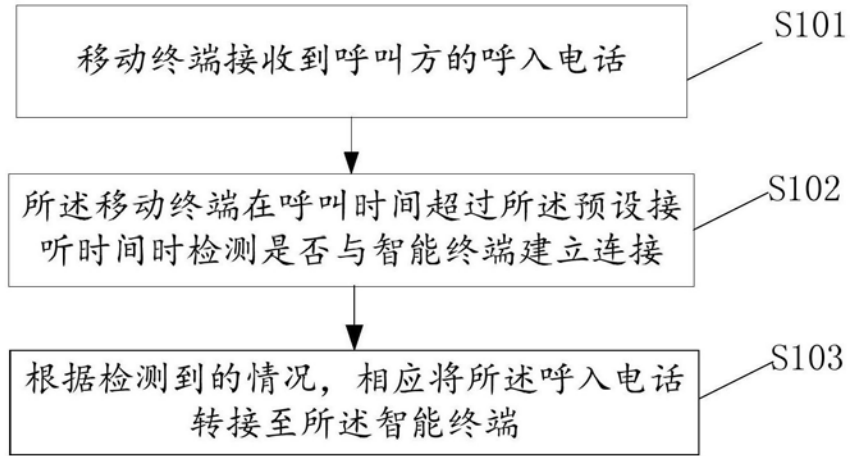 S101
移动终端接收到呼叫方的呼入电话
S102
所述移动终端在呼叫时间超过所述预设接
听时间时检测是否与智能终端建立连接
S103
根据检测到的情况，相应将所述呼入电话
转接至所述智能终端